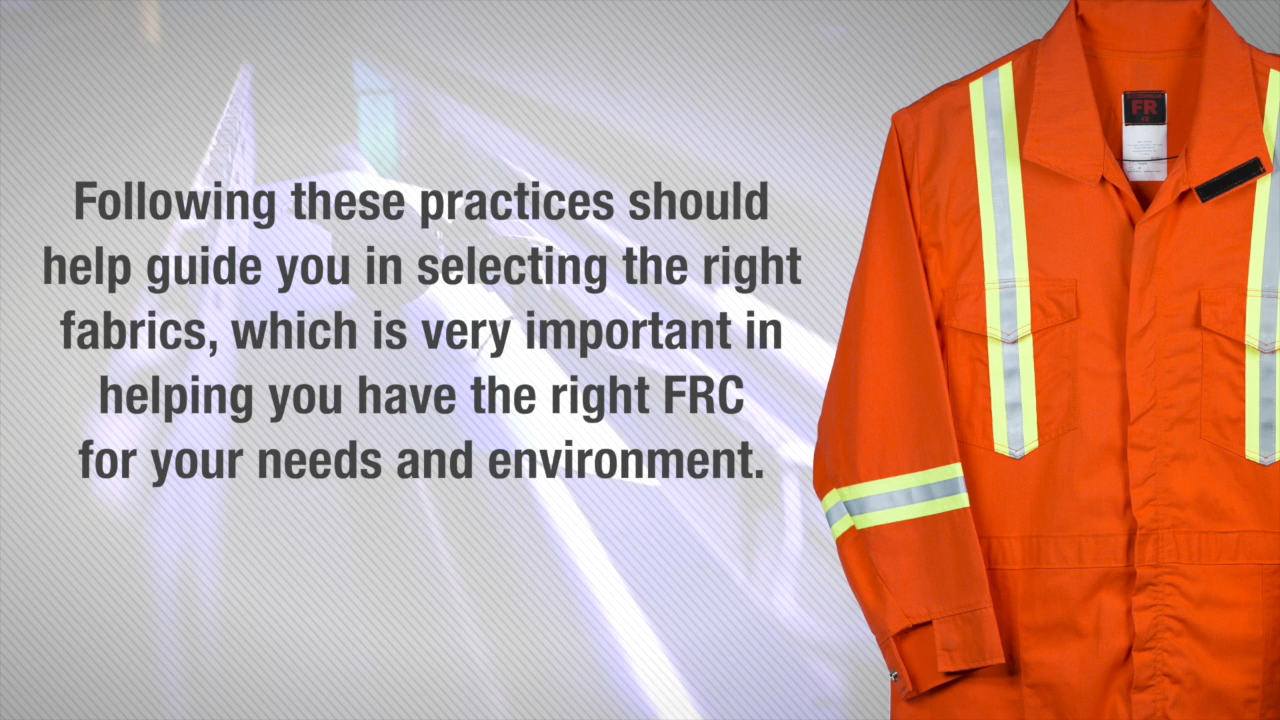 Following these practices should
help guide you in selecting the right
fabrics, which is very important in
helping you have the right FRC
for your needs and environment.
FR